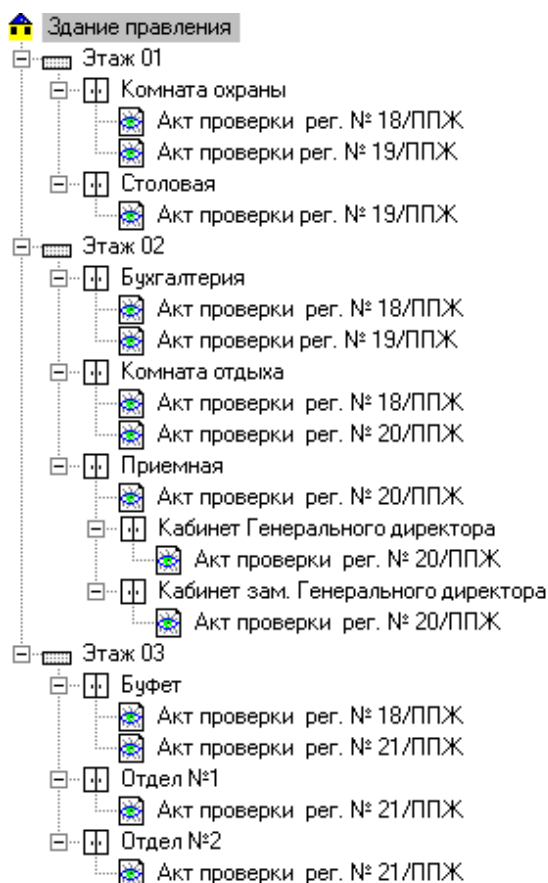 Здание правления
Этаж 01
Комната охраны
Акт проверки рег. № 18/ППЖ
Акт проверки рег. № 19/ППЖ
Столовая
Акт проверки рег. № 19/ППЖ
Этаж 02
Бухгалтерия
Акт проверки рег. № 18/ППЖ
Акт проверки рег. № 19/ППЖ
Комната отдыха
Акт проверки рег. № 18/ППЖ
Акт проверки рег. № 20/ППЖ
Приемная
Акт проверки рег. № 20/ППЖ
Кабинет Генерального директора
Акт проверки рег. № 20/ППЖ
Кабинет зам. Генерального директора
Акт проверки рег. № 20/ППЖ
Этаж 03
Буфет
Акт проверки рег. № 18/ППЖ
Акт проверки рег. № 21/ППЖ
Отдел №1
Акт проверки рег. № 21/ППЖ
Отдел №2
Акт проверки рег. № 21/ППЖ